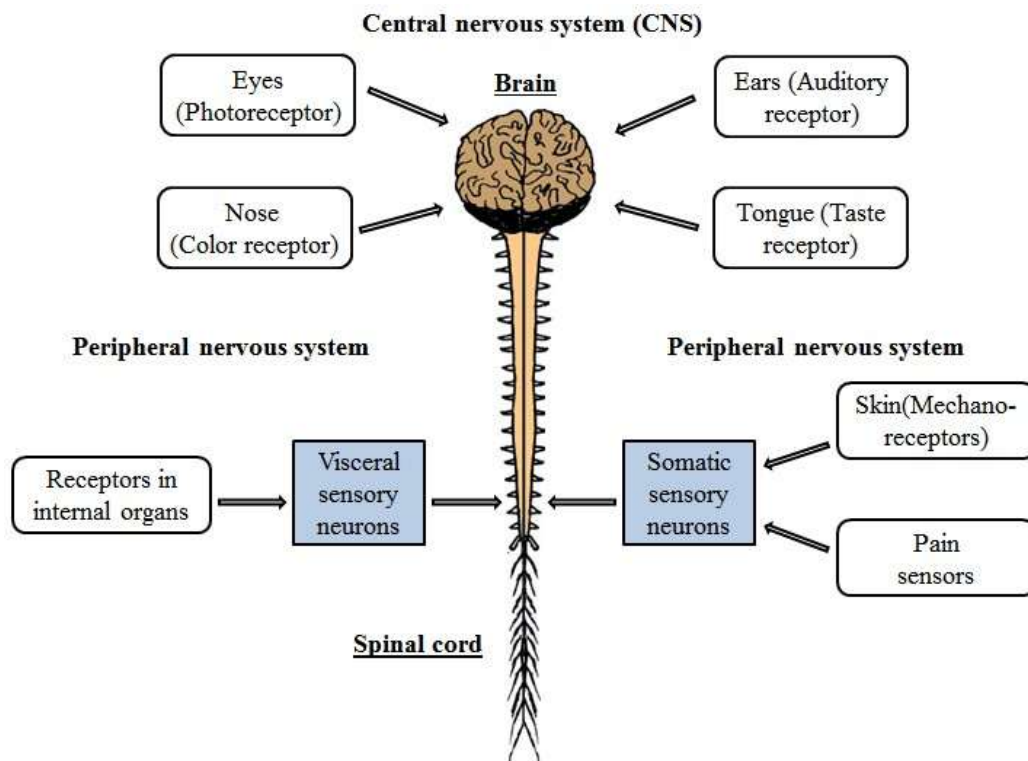 Central nervous system (CNS)
Eyes
(Photoreceptor)
Brain
Ears (Auditory
receptor)
Nose
(Color receptor)
Tongue (Taste
receptor)
Peripheral nervous system
Peripheral nervous system
Receptors in
internal organs
Visceral
sensory
neurons
Somatic
sensory
neurons
Skin(Mechano-
receptors)
Pain
sensors
Spinal cord